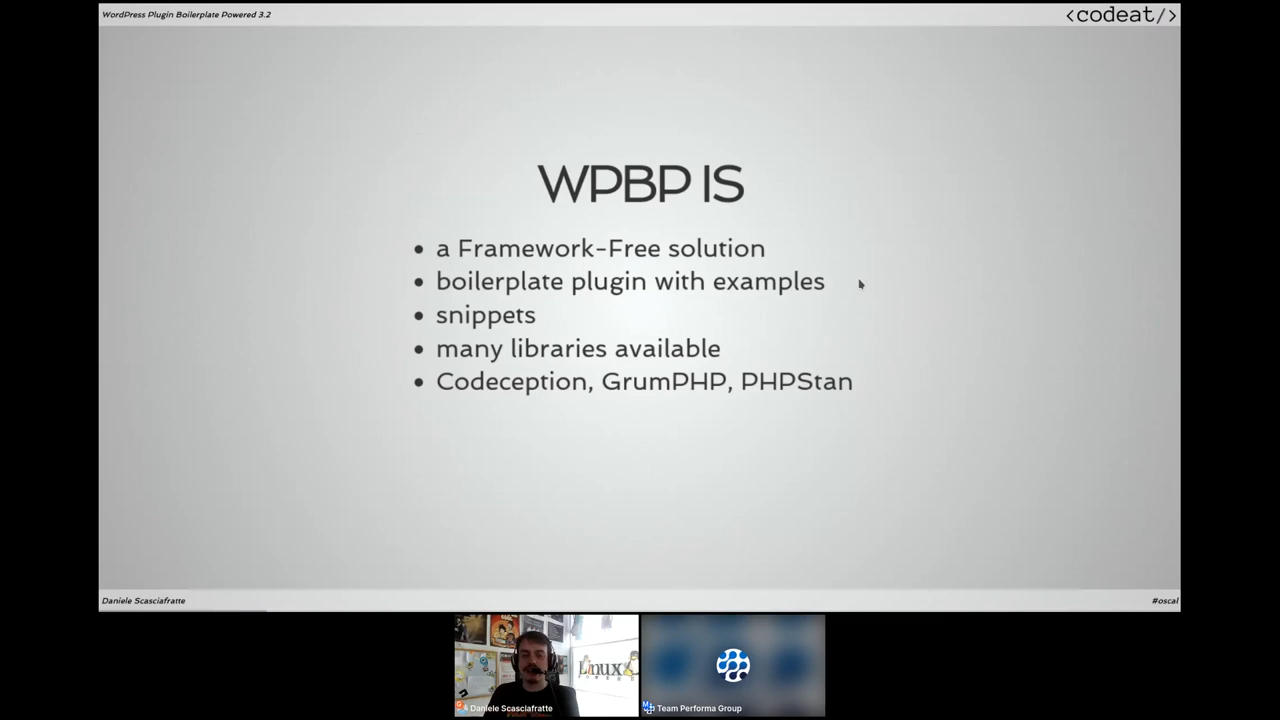 WordPress Plugin Boilerplate Powered 3.2
<codeat/>
WPBP IS
a Framework-Free solution
boilerplate plugin with examples
snippets
many libraries available
Codeception, GrumPHP, PHPStan
Daniele Scasciafratte
#oscal
Linux
Daniele Scasciafratte
Team Performa Group